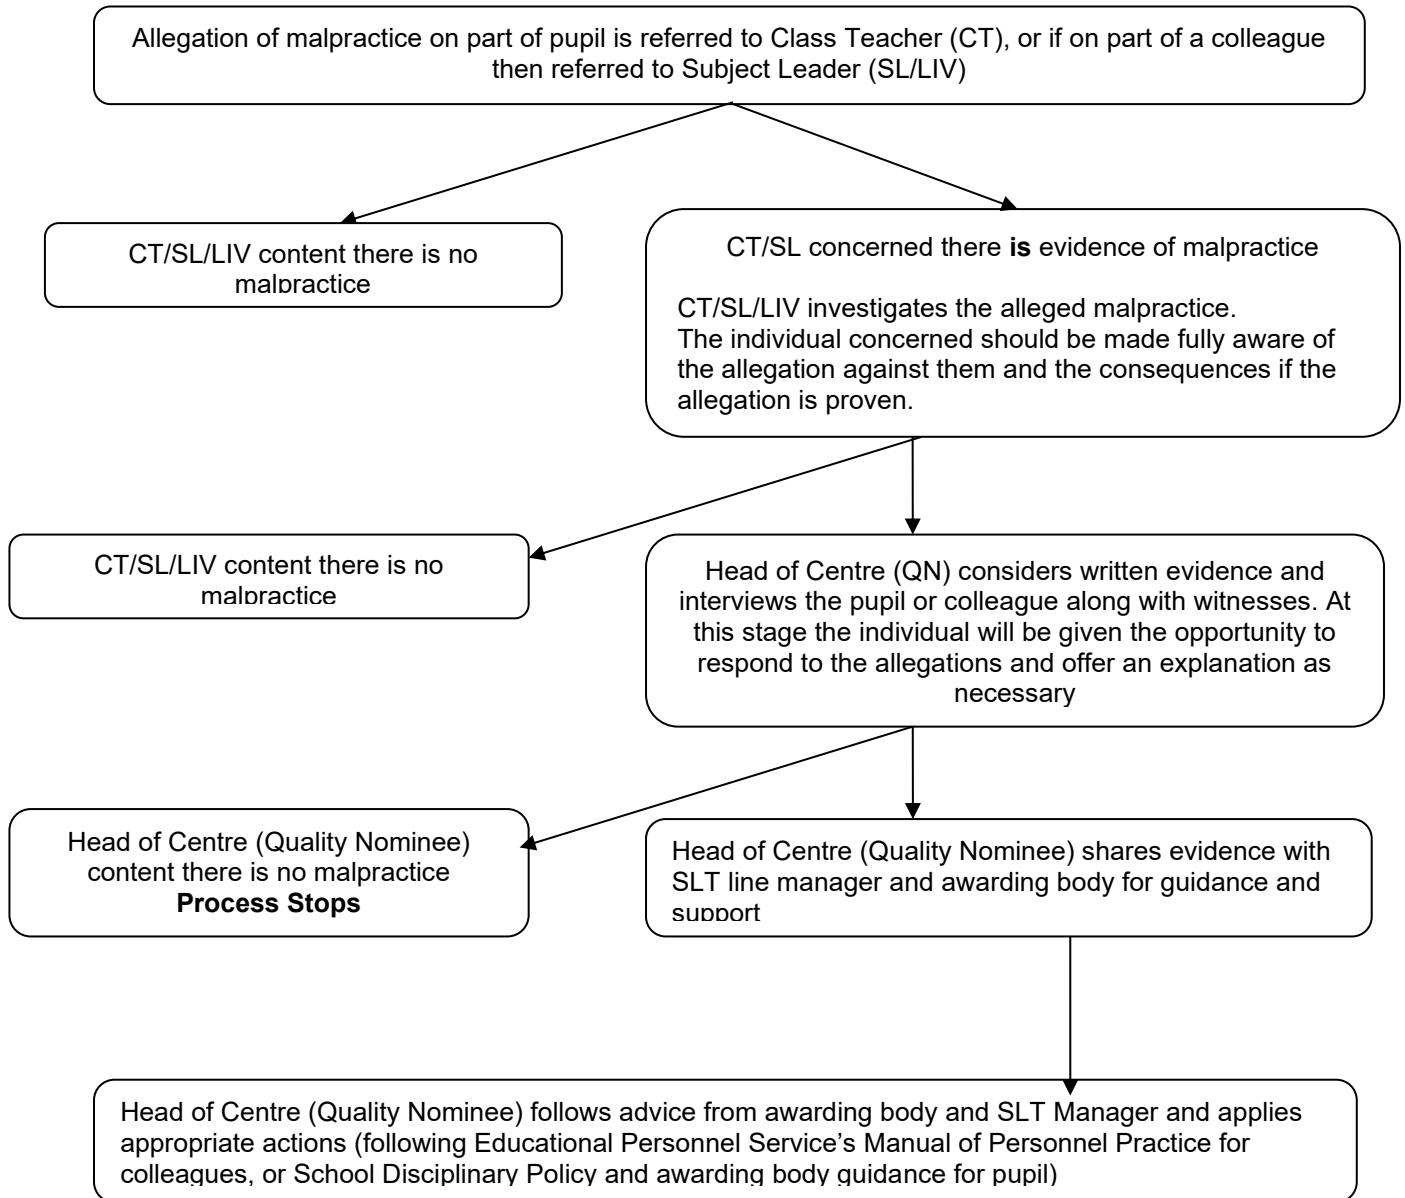 Allegation of malpractice on part of pupil is referred to Class Teacher (CT), or if on part of a colleague
then referred to Subject Leader (SL/LIV)
CT/SL/LIV content there is no
malpractice
CT/SL concerned there is evidence of malpractice
CT/SL/LIV investigates the alleged malpractice.
The individual concerned should be made fully aware of
the allegation against them and the consequences if the
allegation is proven.
CT/SL/LIV content there is no
malpractice
Head of Centre (QN) considers written evidence and
interviews the pupil or colleague along with witnesses. At
this stage the individual will be given the opportunity to
respond to the allegations and offer an explanation as
necessary
Head of Centre (Quality Nominee)
content there is no malpractice
Process Stops
Head of Centre (Quality Nominee) shares evidence with
SLT line manager and awarding body for guidance and
support
Head of Centre (Quality Nominee) follows advice from awarding body and SLT Manager and applies
appropriate actions (following Educational Personnel Service’s Manual of Personnel Practice for
colleagues, or School Disciplinary Policy and awarding body guidance for pupil)